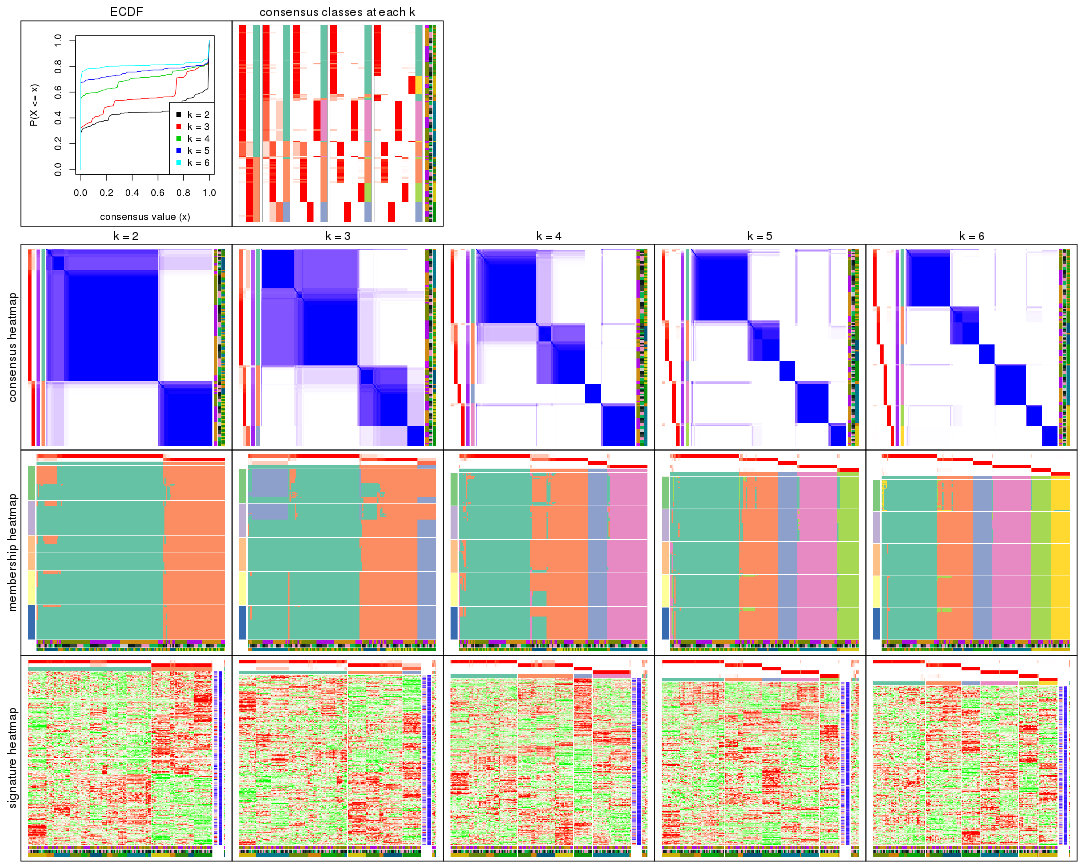 ECDF
consensus classes at each k
P(X <= x)
1.0
0.8
0.6
0.4
0.2
0.0
k = 2
k = 3
k = 4
k = 5
k = 6
0.0 0.2 0.4 0.6 0.8 1.0
consensus value (x)
k = 2
k = 3
k = 4
k = 5
k = 6
consensus heatmap
membership heatmap
signature heatmap